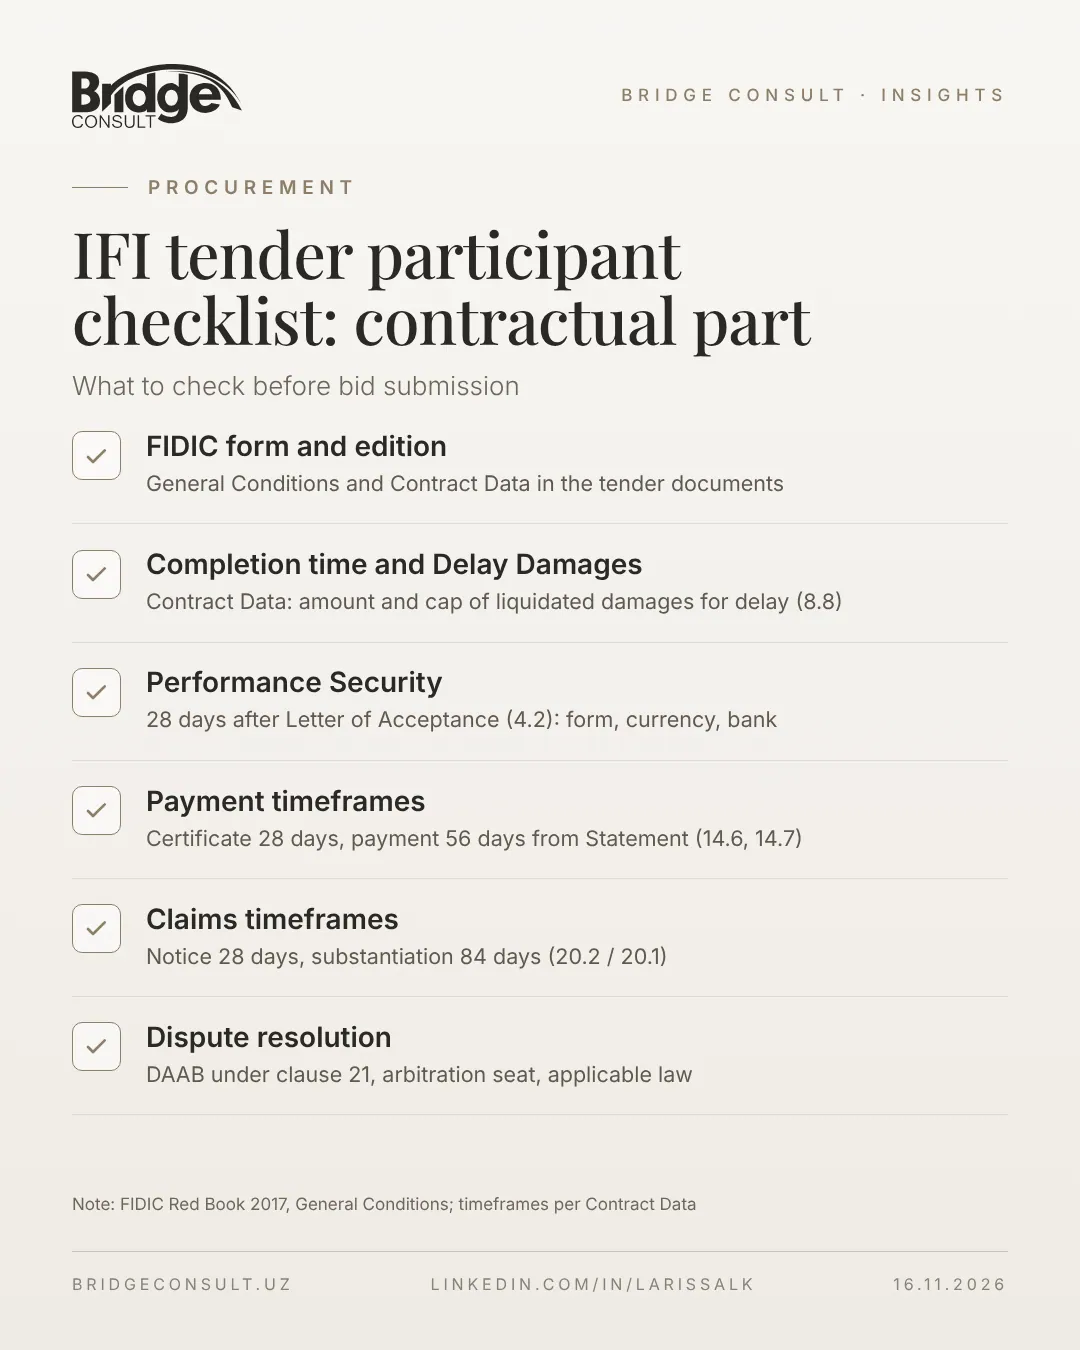 Bridge
CONSULT
BRIDGE CONSULT · INSIGHTS
PROCUREMENT
IFI tender participant
checklist: contractual part
What to check before bid submission
FIDIC form and edition
General Conditions and Contract Data in the tender documents
Completion time and Delay Damages
Contract Data: amount and cap of liquidated damages for delay (8.8)
Performance Security
28 days after Letter of Acceptance (4.2): form, currency, bank
Payment timeframes
Certificate 28 days, payment 56 days from Statement (14.6, 14.7)
Claims timeframes
Notice 28 days, substantiation 84 days (20.2 / 20.1)
Dispute resolution
DAAB under clause 21, arbitration seat, applicable law
Note: FIDIC Red Book 2017, General Conditions; timeframes per Contract Data
BRIDGECONSULT.UZ
LINKEDIN.COM/IN/LARISSALK
16.11.2026